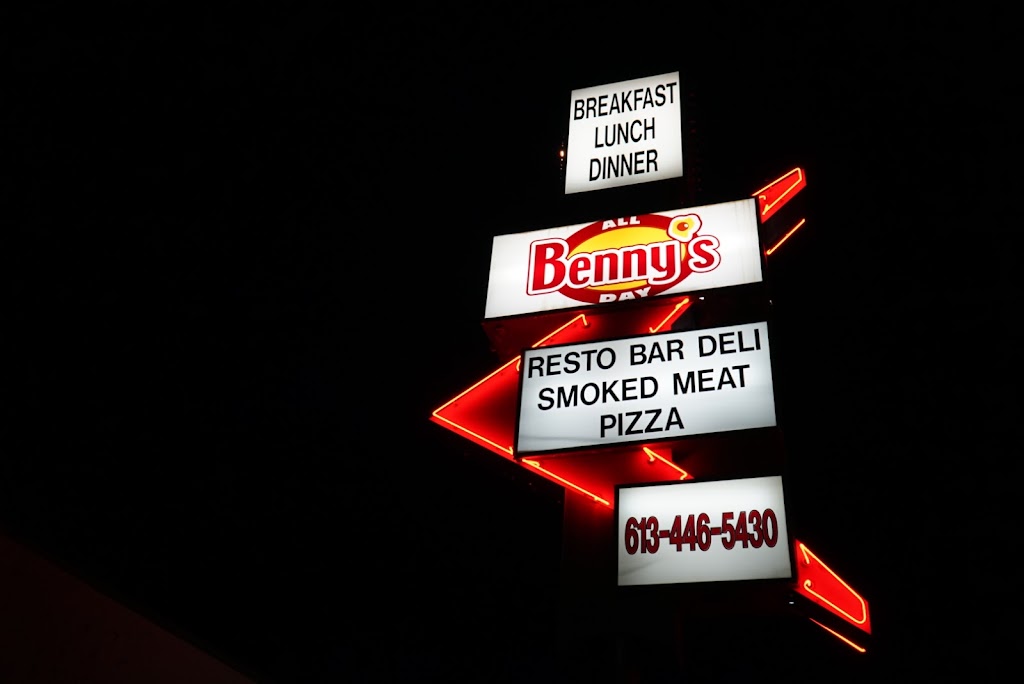 BREAKFAST
LUNCH
DINNER
ALL
Benny's
DAY
RESTO BAR DELI
SMOKED MEAT
PIZZA
613-446-5430